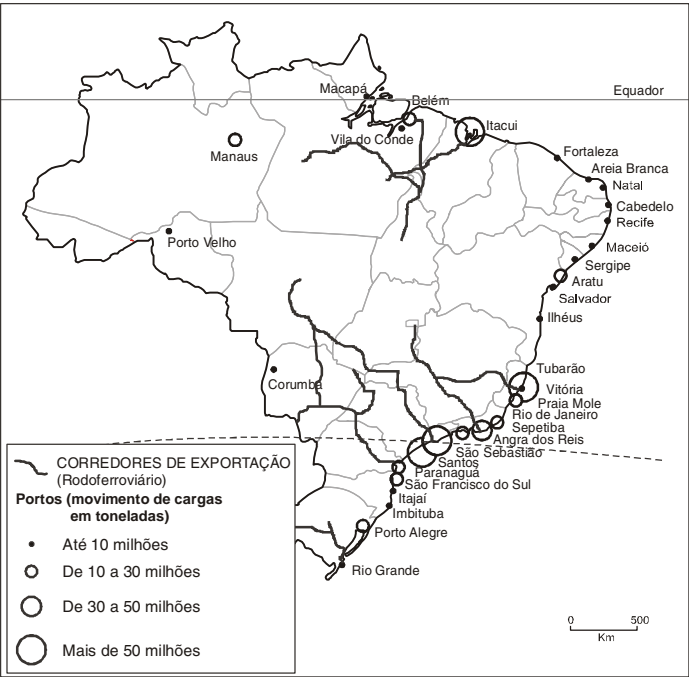 Equador
Macapá
Belém
Itacui
Vila do Conde
Manaus
Fortaleza
Areia Branca
Natal
Cabedelo
Recife
Porto Velho
Maceió
Sergipe
Aratu
Salvador
Ilhéus
Tubarão
Corumbá
Vitória
Praia Mole
Rio de Janeiro
Sepetiba
Angra dos Reis
São Sebastião
Santos
Paranaguá
São Francisco do Sul
Itajaí
Imbituba
Porto Alegre
Rio Grande
CORREDORES DE EXPORTAÇÃO
(Rodoferroviário)
Portos (movimento de cargas
em toneladas)
Até 10 milhões
De 10 a 30 milhões
De 30 a 50 milhões
Mais de 50 milhões
0 500
Km